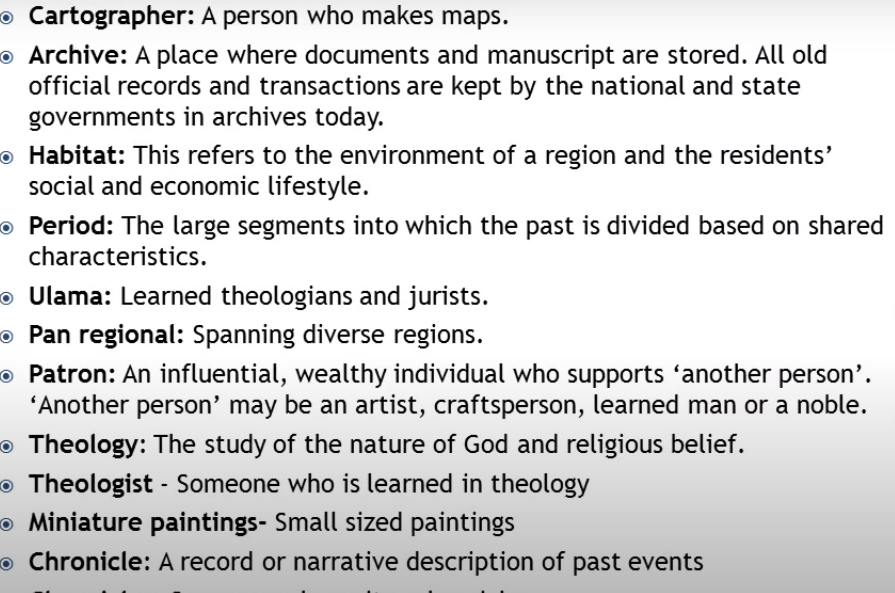 Cartographer: A person who makes maps.
Archive: A place where documents and manuscript are stored. All old
official records and transactions are kept by the national and state
governments in archives today.
Habitat: This refers to the environment of a region and the residents’
social and economic lifestyle.
Period: The large segments into which the past is divided based on shared
characteristics.
Ulama: Learned theologians and jurists.
Pan regional: Spanning diverse regions.
Patron: An influential, wealthy individual who supports ‘another person’.
‘Another person’ may be an artist, craftsperson, learned man or a noble.
Theology: The study of the nature of God and religious belief.
Theologist - Someone who is learned in theology
Miniature paintings- Small sized paintings
Chronicle: A record or narrative description of past events